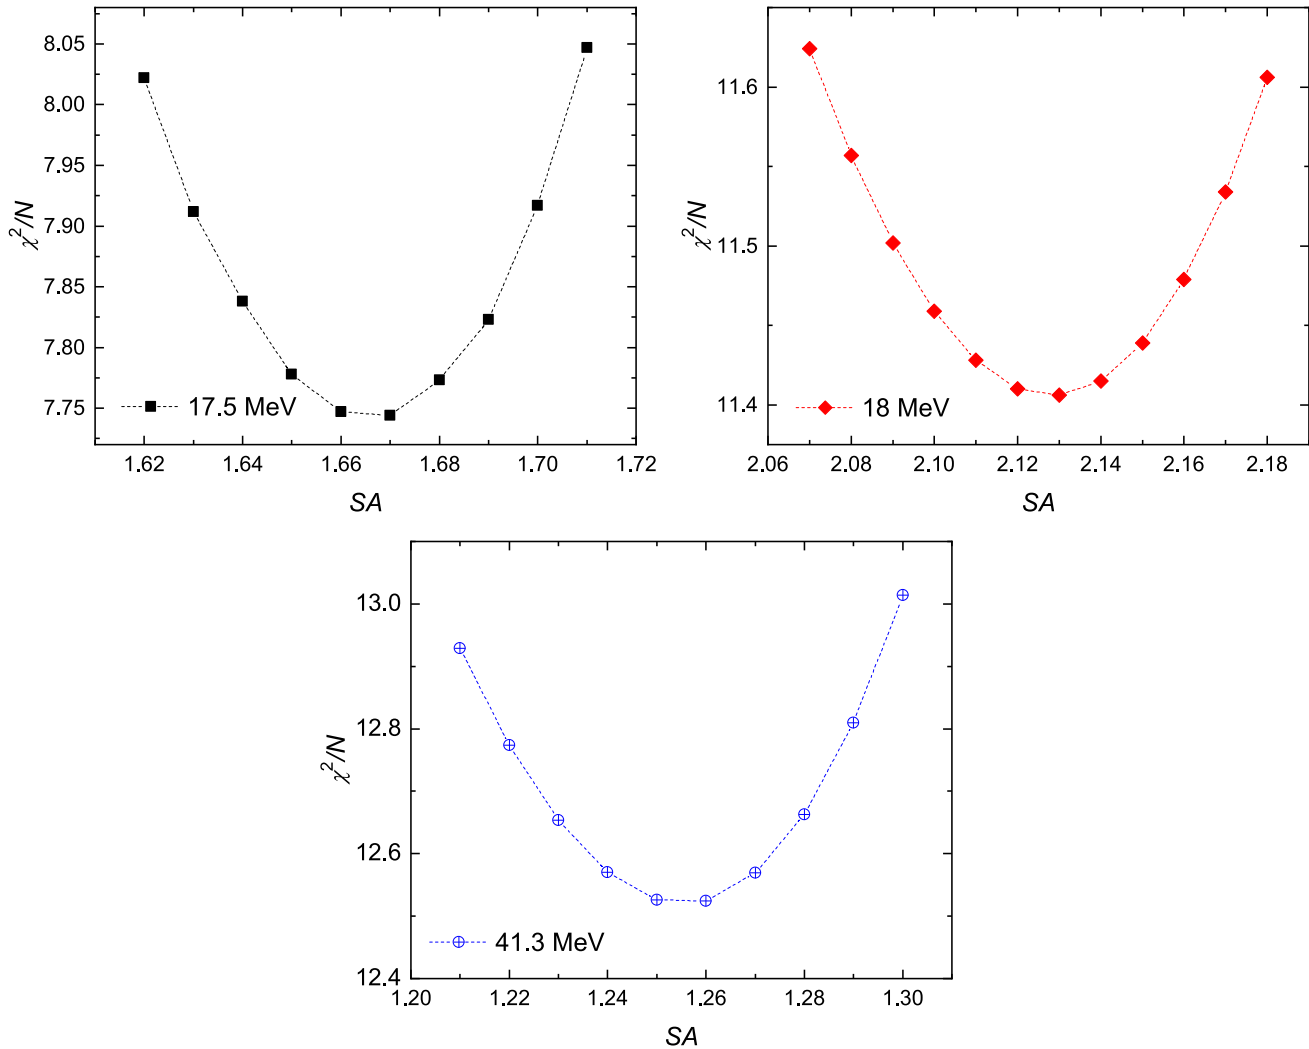 8.05
8.00
7.95
7.90
7.85
7.80
7.75
χ²/N
17.5 MeV
1.62 1.64 1.66 1.68 1.70 1.72
SA
11.6
11.5
11.4
χ²/N
18 MeV
2.06 2.08 2.10 2.12 2.14 2.16 2.18
SA
13.0
12.8
12.6
12.4
χ²/N
41.3 MeV
1.20 1.22 1.24 1.26 1.28 1.30
SA